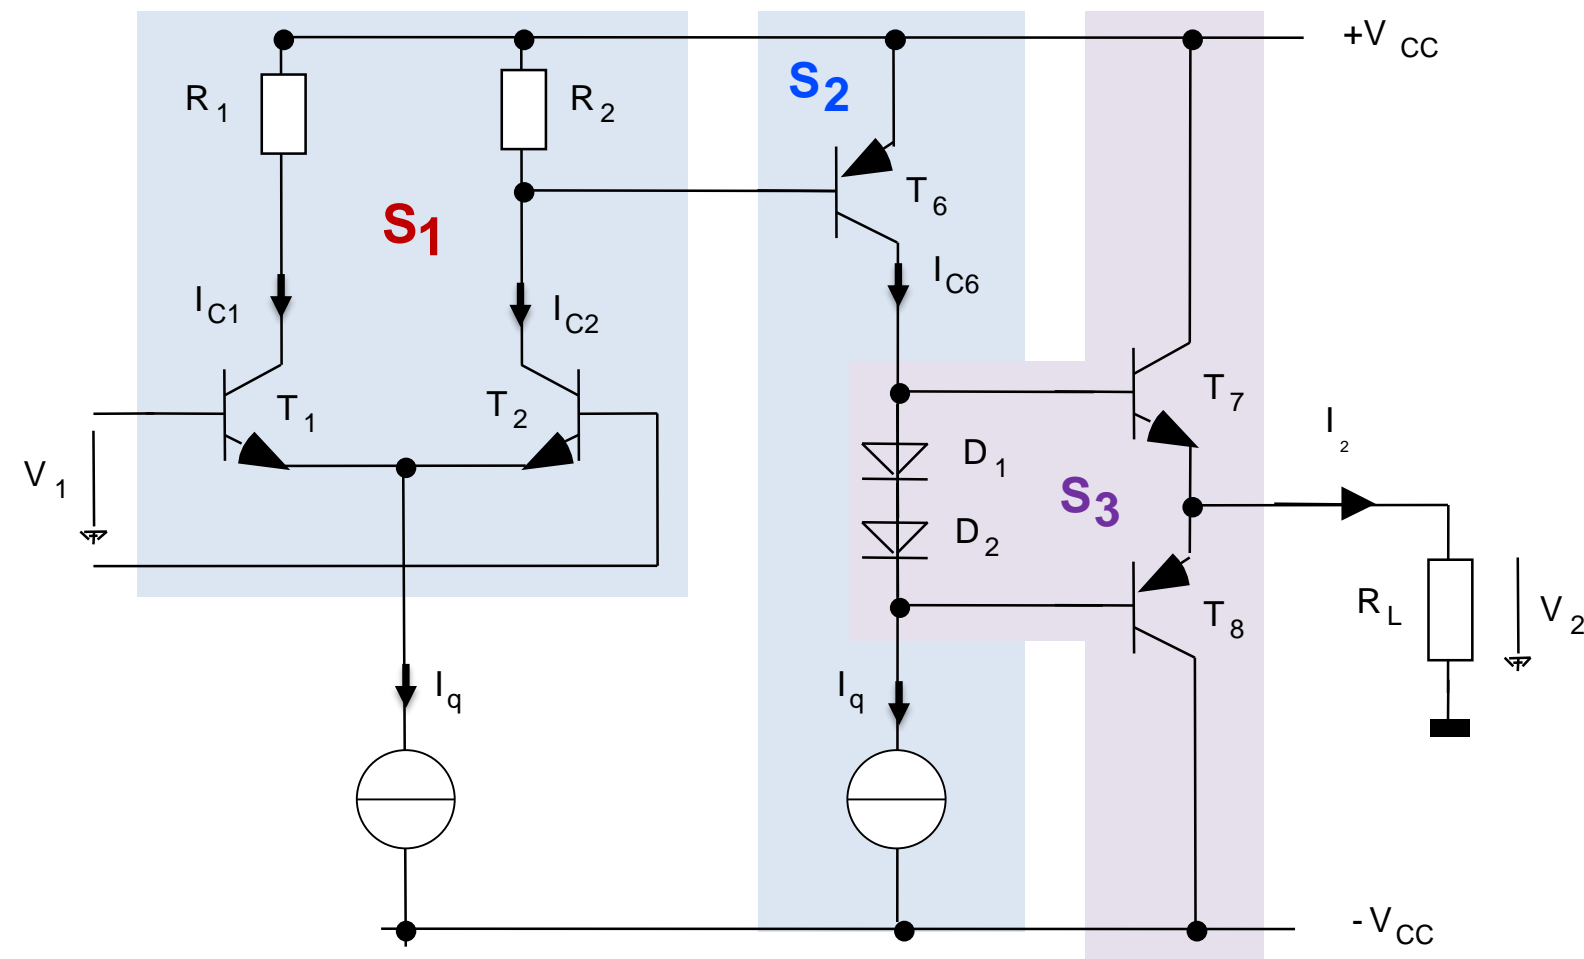 +V CC
R 1
R 2
S2
S1
T 6
I C6
I C1
I C2
T 1
T 2
T 7
I 2
V 1
D 1
S3
D 2
R L
V 2
T 8
I q
I q
- V CC